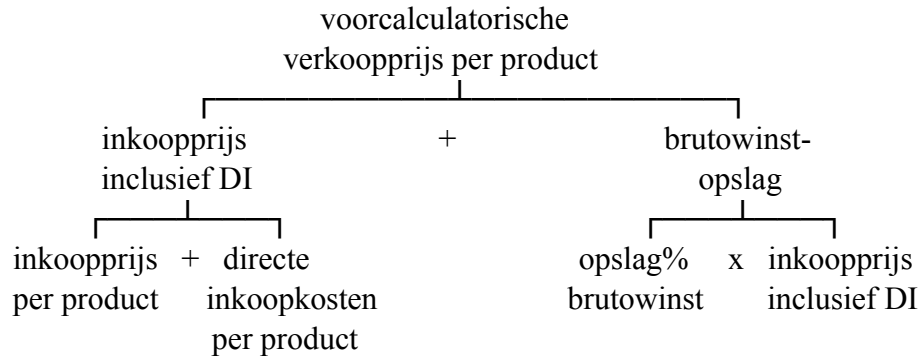 voorcalculatorische
verkoopprijs per product
inkoopprijs + brutowinst-
inclusief DI opslag
inkoopprijs + directe opslag% x inkoopprijs
per product inkoopkosten brutowinst inclusief DI
per product